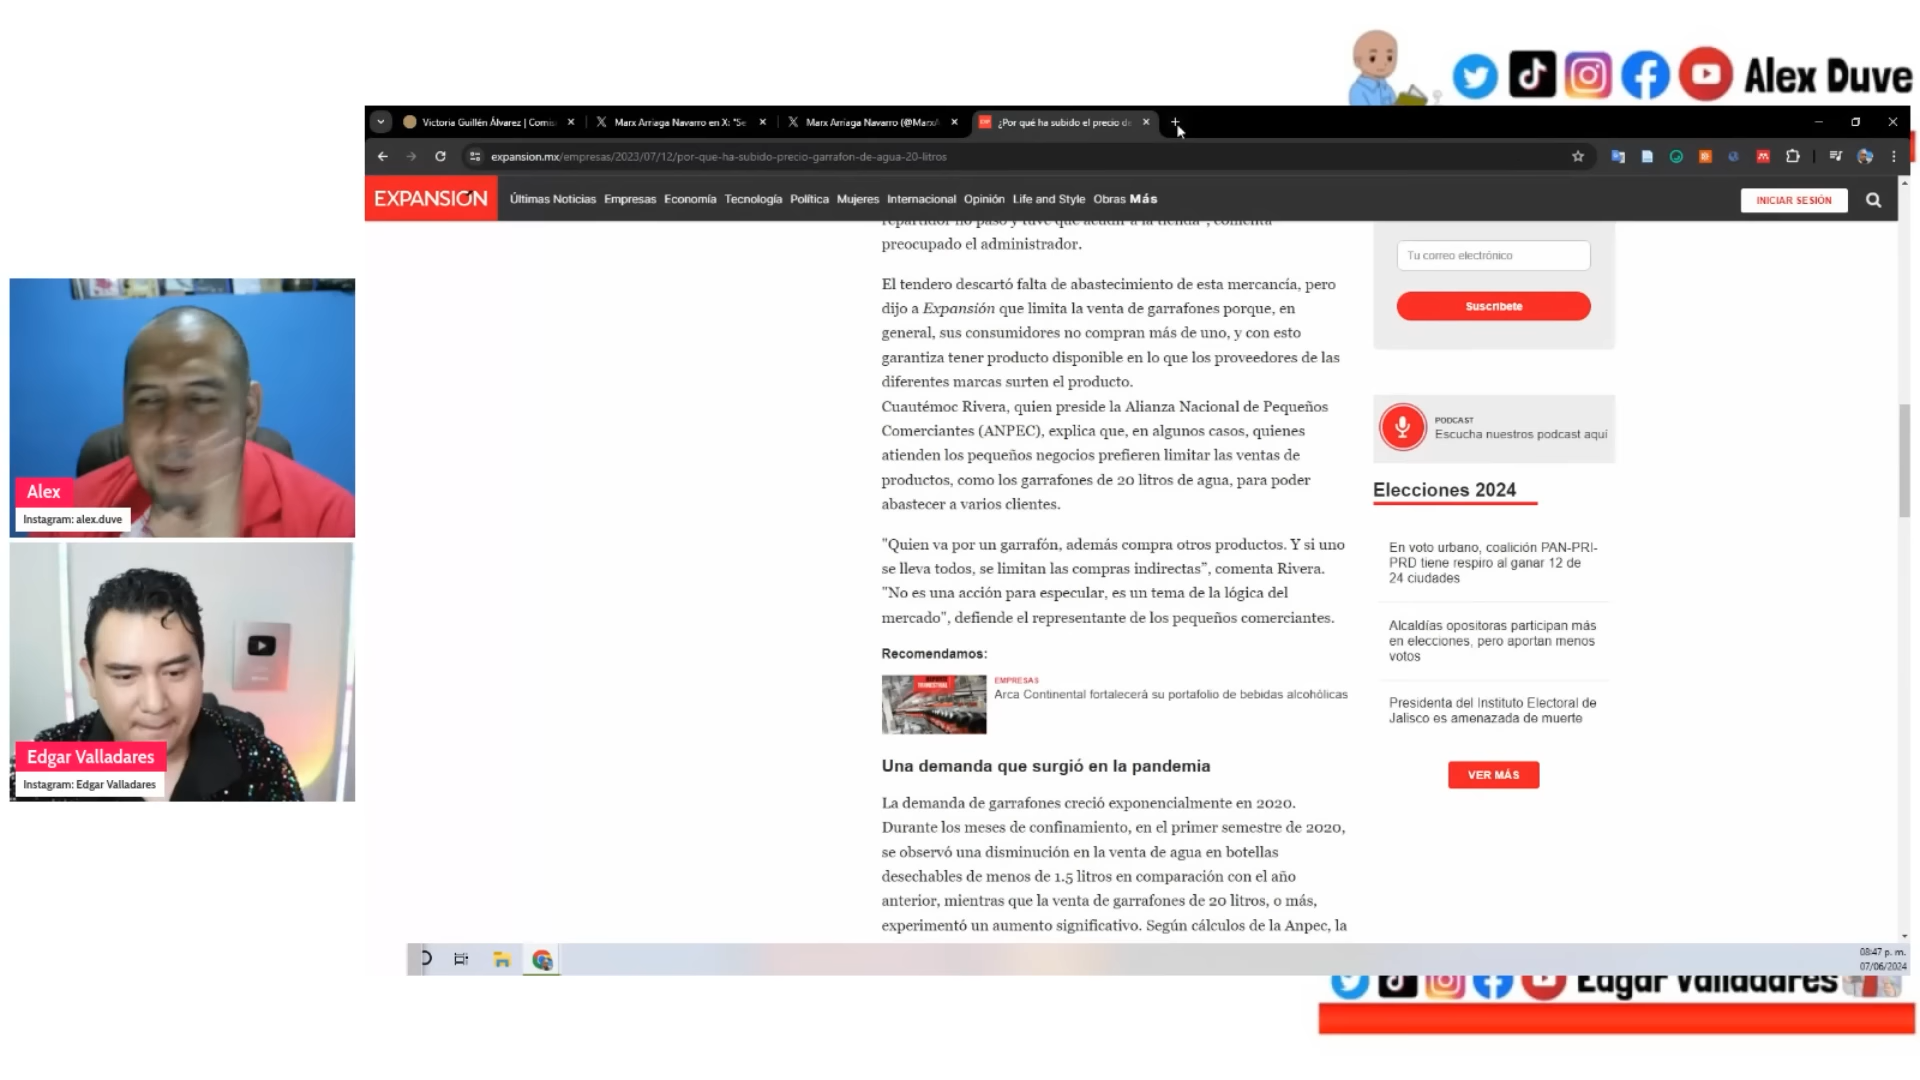 Alex Duve
Victoria Guillén Álvarez | Comis
Marx Arriaga Navarro en X: "Se
Marx Arriaga Navarro (@MarxA
¿Por qué ha subido el precio de
expansion.mx/empresas/2023/07/12/por-que-ha-subido-precio-garrafon-de-agua-20-litros
EXPANSIÓN
Últimas Noticias Empresas Economía Tecnología Política Mujeres Internacional Opinión Life and Style Obras Más
INICIAR SESIÓN
preocupado el administrador.
El tendero descartó falta de abastecimiento de esta mercancía, pero
dijo a Expansión que limita la venta de garrafones porque, en
general, sus consumidores no compran más de uno, y con esto
garantiza tener producto disponible en lo que los proveedores de las
diferentes marcas surten el producto.
Cuautémoc Rivera, quien preside la Alianza Nacional de Pequeños
Comerciantes (ANPEC), explica que, en algunos casos, quienes
atienden los pequeños negocios prefieren limitar las ventas de
productos, como los garrafones de 20 litros de agua, para poder
abastecer a varios clientes.
"Quien va por un garrafón, además compra otros productos. Y si uno
se lleva todos, se limitan las compras indirectas", comenta Rivera.
"No es una acción para especular, es un tema de la lógica del
mercado", defiende el representante de los pequeños comerciantes.
Recomendamos:
EMPRESAS
Arca Continental fortalecerá su portafolio de bebidas alcohólicas
Una demanda que surgió en la pandemia
La demanda de garrafones creció exponencialmente en 2020.
Durante los meses de confinamiento, en el primer semestre de 2020,
se observó una disminución en la venta de agua en botellas
desechables de menos de 1.5 litros en comparación con el año
anterior, mientras que la venta de garrafones de 20 litros, o más,
experimentó un aumento significativo. Según cálculos de la Anpec, la
Tu correo electrónico
Suscríbete
PODCAST
Escucha nuestros podcast aquí
Elecciones 2024
En voto urbano, coalición PAN-PRI-
PRD tiene respiro al ganar 12 de
24 ciudades
Alcaldías opositoras participan más
en elecciones, pero aportan menos
votos
Presidenta del Instituto Electoral de
Jalisco es amenazada de muerte
VER MÁS
Alex
Instagram: alex.duve
Edgar Valladares
Instagram: Edgar Valladares
08:47 p. m.
07/06/2024
Edgar Valladares